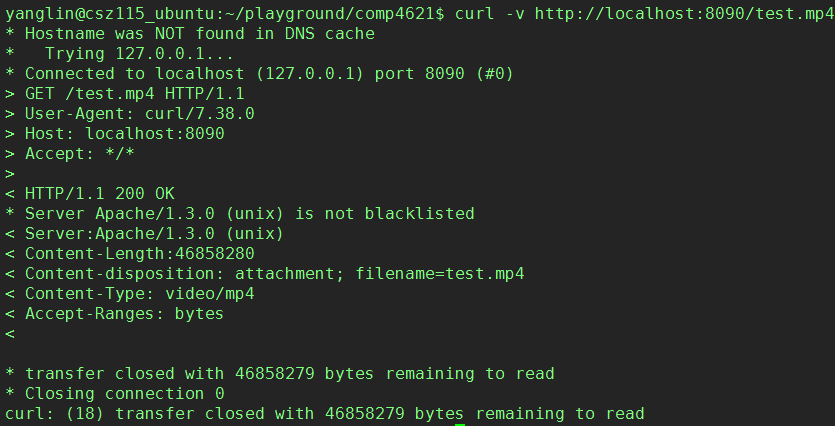 yanglin@csz115_ubuntu:~/playground/comp4621$ curl -v http://localhost:8090/test.mp4
* Hostname was NOT found in DNS cache
*   Trying 127.0.0.1...
* Connected to localhost (127.0.0.1) port 8090 (#0)
> GET /test.mp4 HTTP/1.1
> User-Agent: curl/7.38.0
> Host: localhost:8090
> Accept: */*
>
< HTTP/1.1 200 OK
* Server Apache/1.3.0 (unix) is not blacklisted
< Server:Apache/1.3.0 (unix)
< Content-Length:46858280
< Content-disposition: attachment; filename=test.mp4
< Content-Type: video/mp4
< Accept-Ranges: bytes
<
* transfer closed with 46858279 bytes remaining to read
* Closing connection 0
curl: (18) transfer closed with 46858279 bytes remaining to read